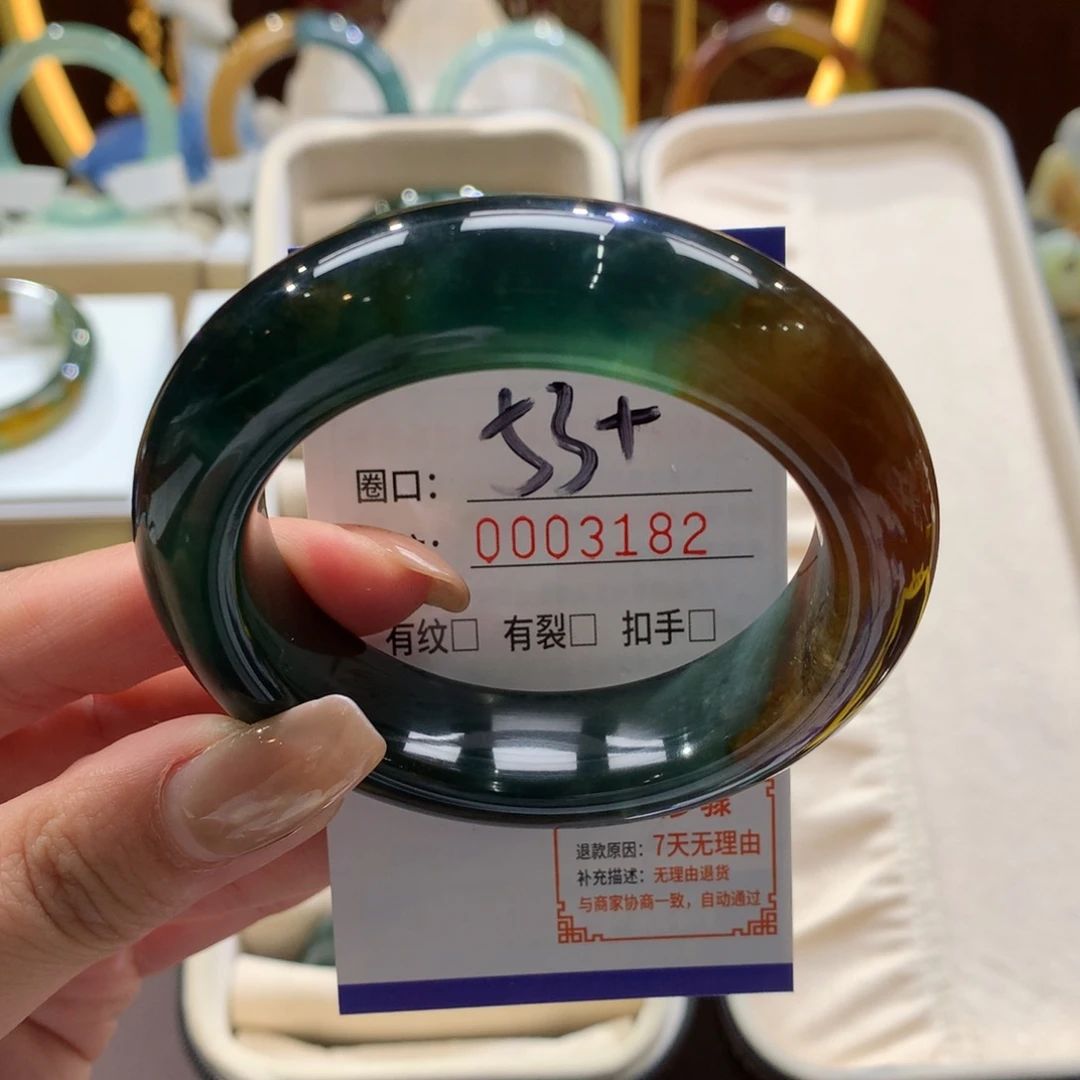 圈口： 53+
0003182
有纹□ 有裂□ 扣手□
骤
退款原因：7天无理由
补充描述：无理由退货
与商家协商一致，自动通过